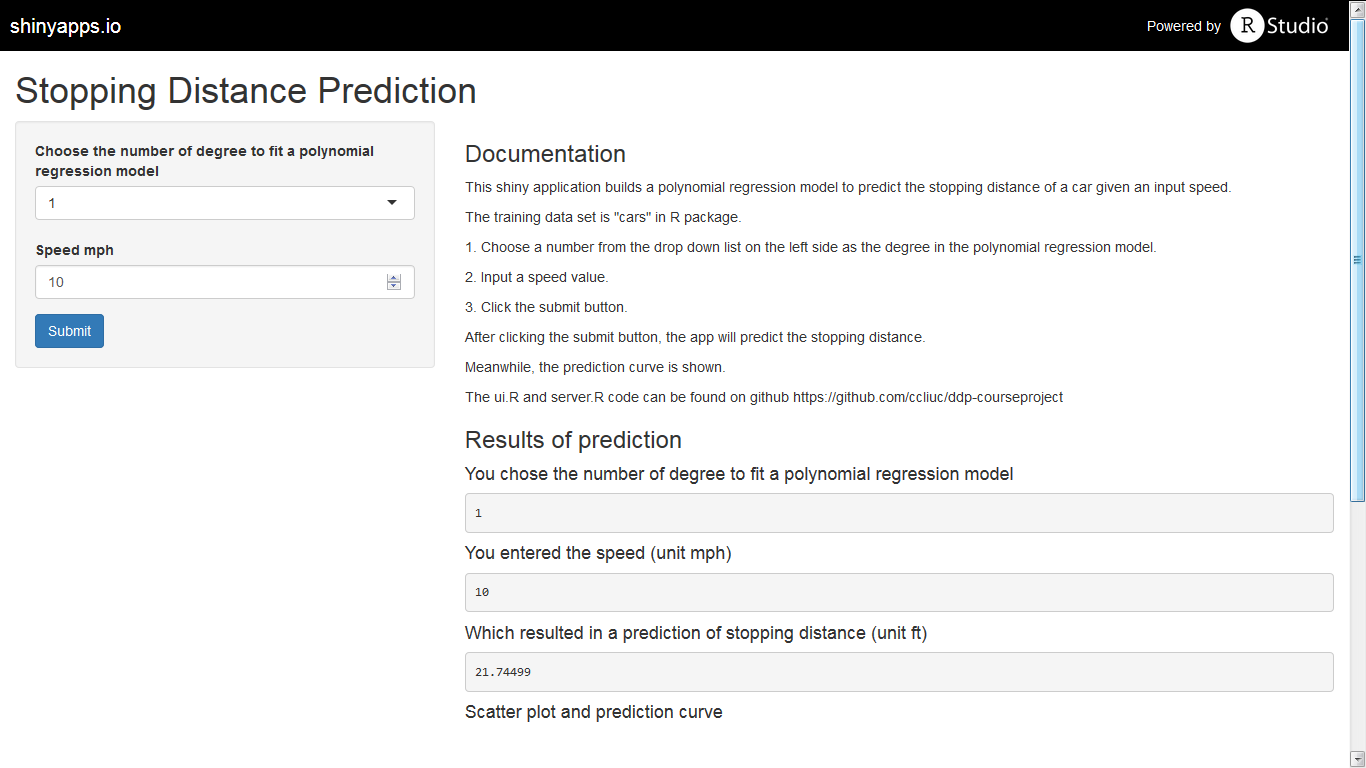 shinyapps.io
Powered by R Studio
Stopping Distance Prediction
Choose the number of degree to fit a polynomial
regression model
1
Speed mph
10
Submit
Documentation
This shiny application builds a polynomial regression model to predict the stopping distance of a car given an input speed.
The training data set is "cars" in R package.
1. Choose a number from the drop down list on the left side as the degree in the polynomial regression model.
2. Input a speed value.
3. Click the submit button.
After clicking the submit button, the app will predict the stopping distance.
Meanwhile, the prediction curve is shown.
The ui.R and server.R code can be found on github https://github.com/ccliuc/ddp-courseproject
Results of prediction
You chose the number of degree to fit a polynomial regression model
1
You entered the speed (unit mph)
10
Which resulted in a prediction of stopping distance (unit ft)
21.74499
Scatter plot and prediction curve